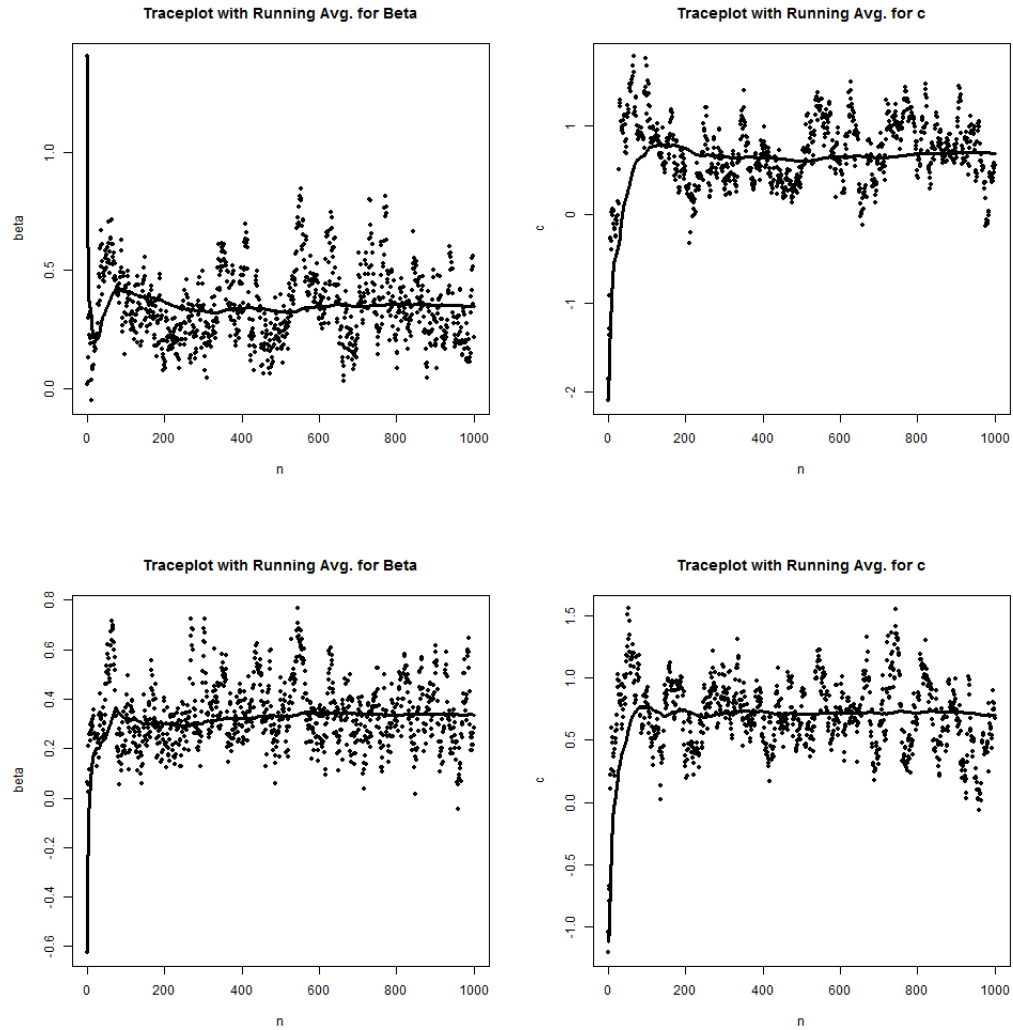 Traceplot with Running Avg. for Beta
beta
0.0 0.5 1.0
0 200 400 600 800 1000
n
Traceplot with Running Avg. for c
c
-2 -1 0 1
0 200 400 600 800 1000
n
Traceplot with Running Avg. for Beta
beta
-0.6 -0.4 -0.2 0.0 0.2 0.4 0.6 0.8
0 200 400 600 800 1000
n
Traceplot with Running Avg. for c
c
-1.0 -0.5 0.0 0.5 1.0 1.5
0 200 400 600 800 1000
n